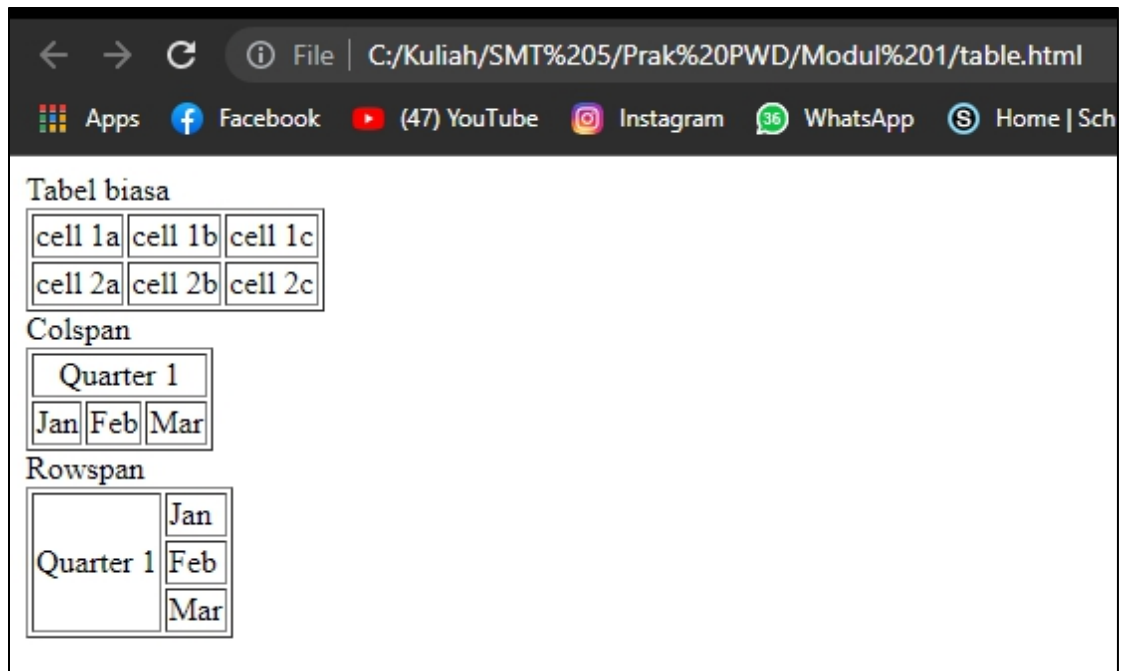 File C:/Kuliah/SMT%205/Prak%20PWD/Modul%201/table.html
Apps Facebook (47) YouTube Instagram 36 WhatsApp S Home | Sch
Tabel biasa
cell 1a cell 1b cell 1c
cell 2a cell 2b cell 2c
Colspan
Quarter 1
Jan Feb Mar
Rowspan
Jan
Quarter 1 Feb
Mar